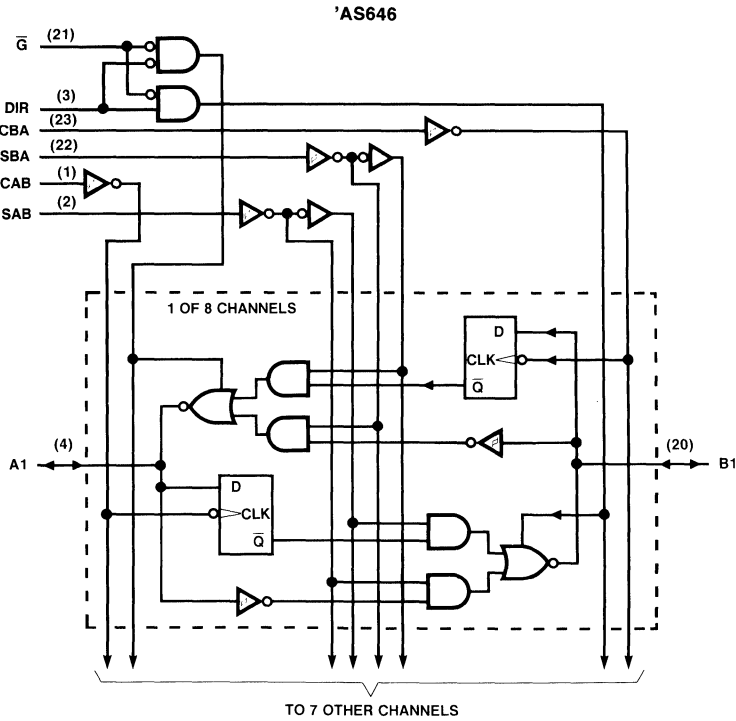 'AS646
G̅ (21)
DIR (3)
CBA (23)
SBA (22)
CAB (1)
SAB (2)
1 OF 8 CHANNELS
D
CLK
Q̅
A1 (4)
(20) B1
D
CLK
Q̅
TO 7 OTHER CHANNELS